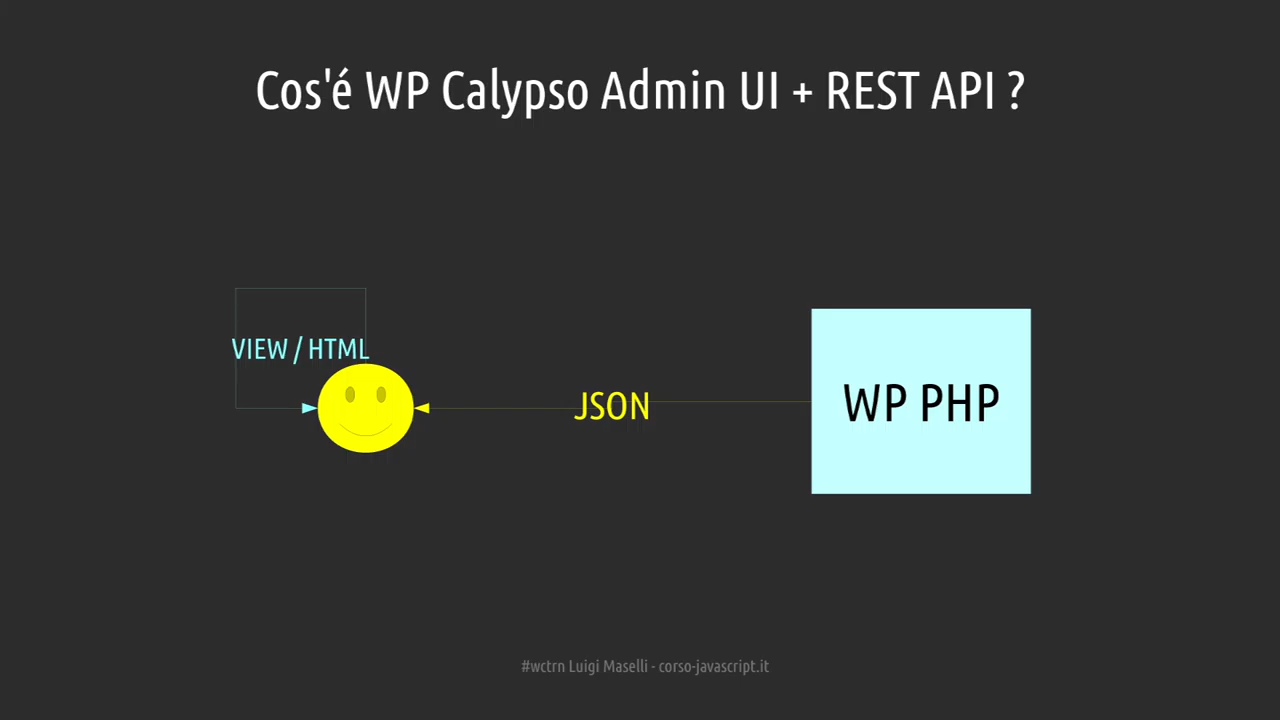 Cos'é WP Calypso Admin UI + REST API ?
VIEW / HTML
JSON
WP PHP
#wctrn Luigi Maselli - corso-javascript.it